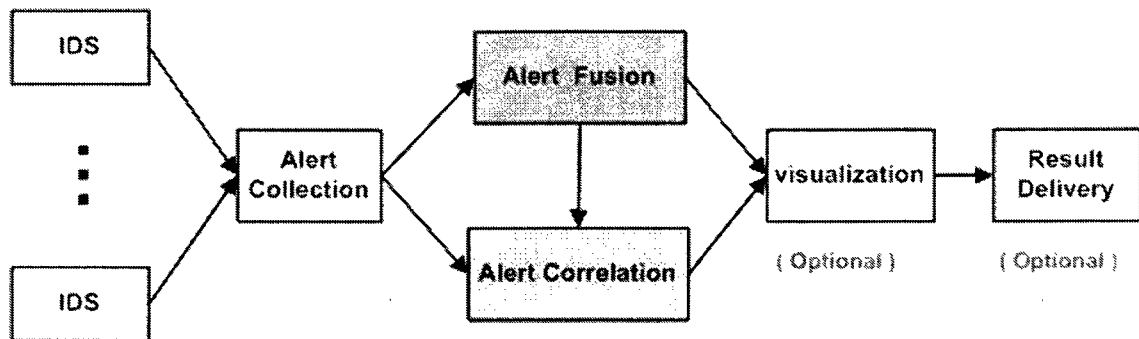 IDS
IDS
Alert
Collection
Alert Fusion
Alert Correlation
visualization
( Optional )
Result
Delivery
( Optional )